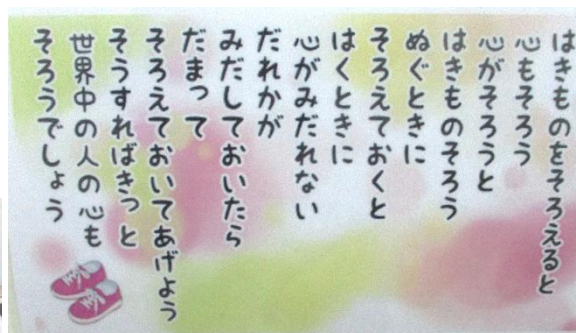 はきものをそろえると
心もそろう
心がそろうと
はきものそろう
ぬぐときに
そろえておくと
はくときに
心がみだれない
だれかが
みだしておいたら
だまって
そろえておいてあげよう
そうすればきっと
世界中の人の心も
そろうでしょう